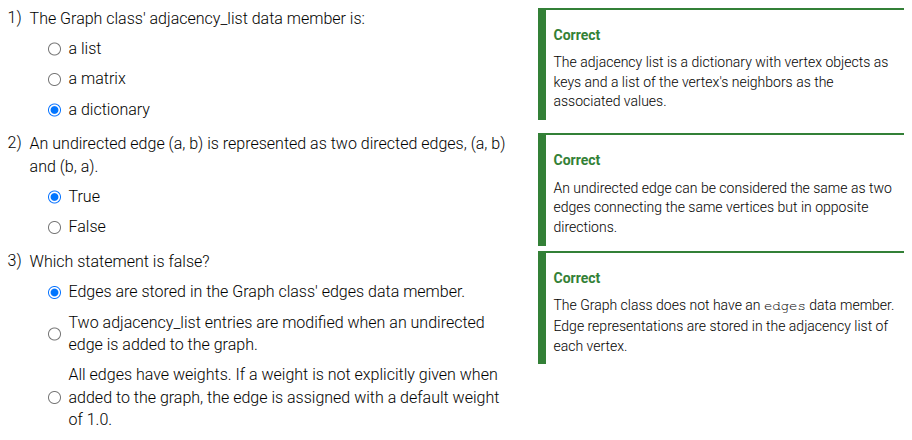 1) The Graph class' adjacency_list data member is:
a list
a matrix
a dictionary
Correct
The adjacency list is a dictionary with vertex objects as
keys and a list of the vertex's neighbors as the
associated values.
2) An undirected edge (a, b) is represented as two directed edges, (a, b)
and (b, a).
True
False
Correct
An undirected edge can be considered the same as two
edges connecting the same vertices but in opposite
directions.
3) Which statement is false?
Edges are stored in the Graph class' edges data member.
Two adjacency_list entries are modified when an undirected
edge is added to the graph.
All edges have weights. If a weight is not explicitly given when
added to the graph, the edge is assigned with a default weight
of 1.0.
Correct
The Graph class does not have an edges data member.
Edge representations are stored in the adjacency list of
each vertex.